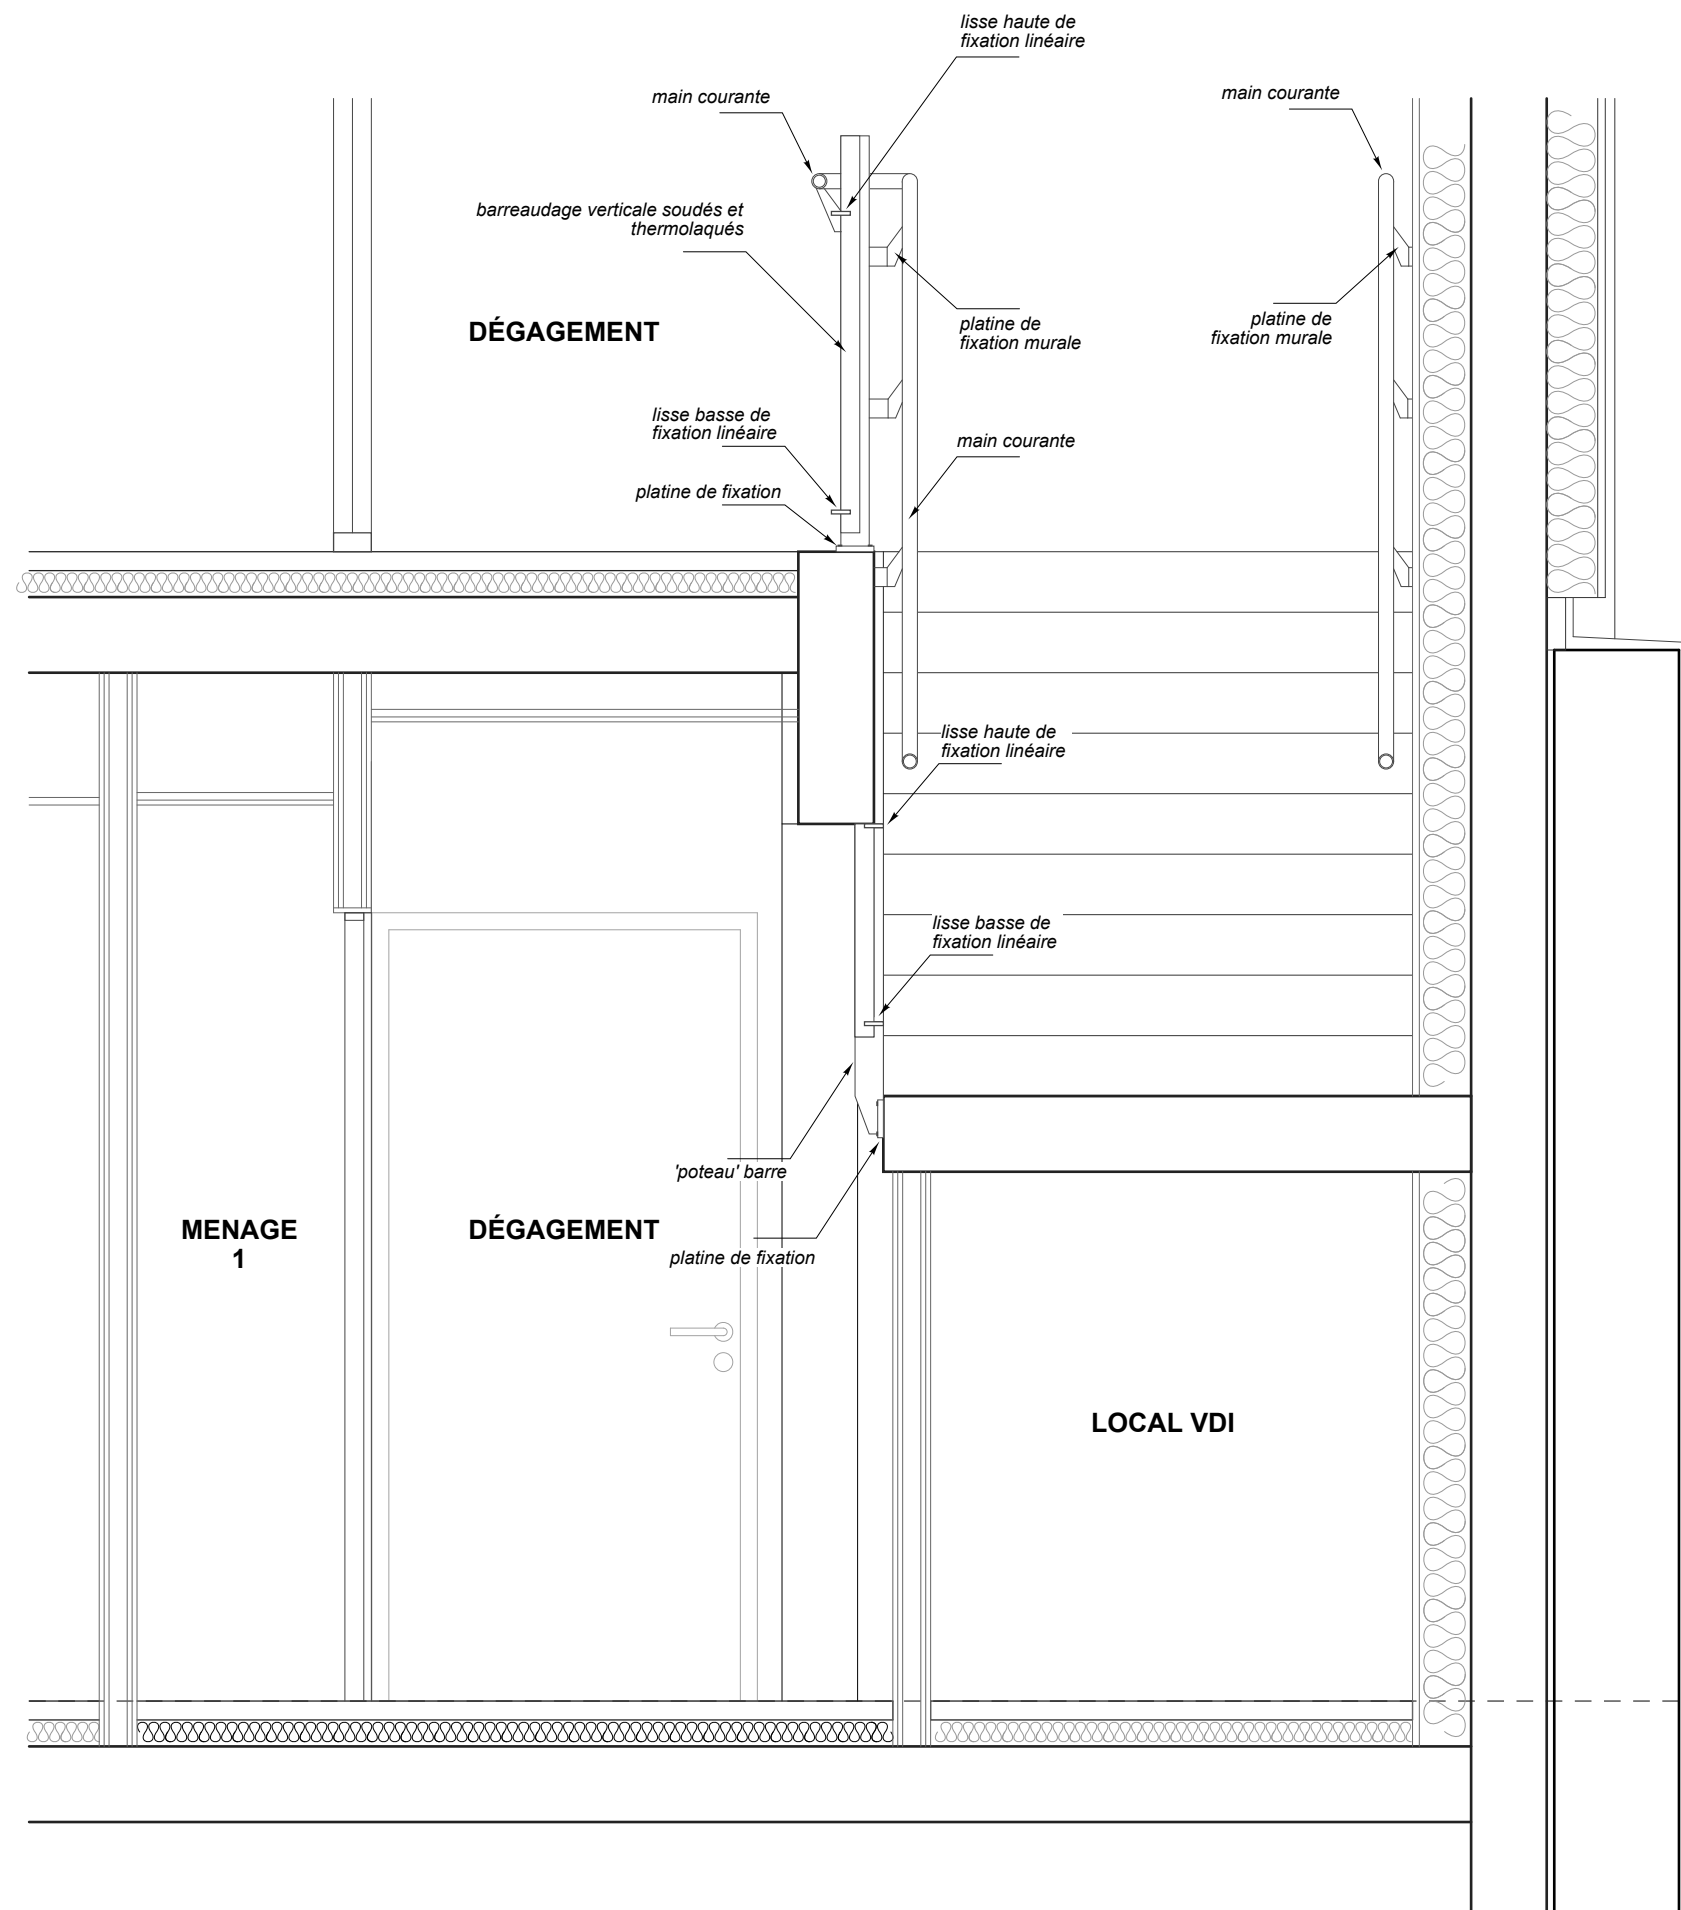 lisse haute de
fixation linéaire
main courante
main courante
barreaudage verticale soudés et
thermolaqués
DÉGAGEMENT
platine de
fixation murale
platine de
fixation murale
lisse basse de
fixation linéaire
main courante
platine de fixation
lisse haute de
fixation linéaire
lisse basse de
fixation linéaire
'poteau' barre
MENAGE
1
DÉGAGEMENT
platine de fixation
LOCAL VDI